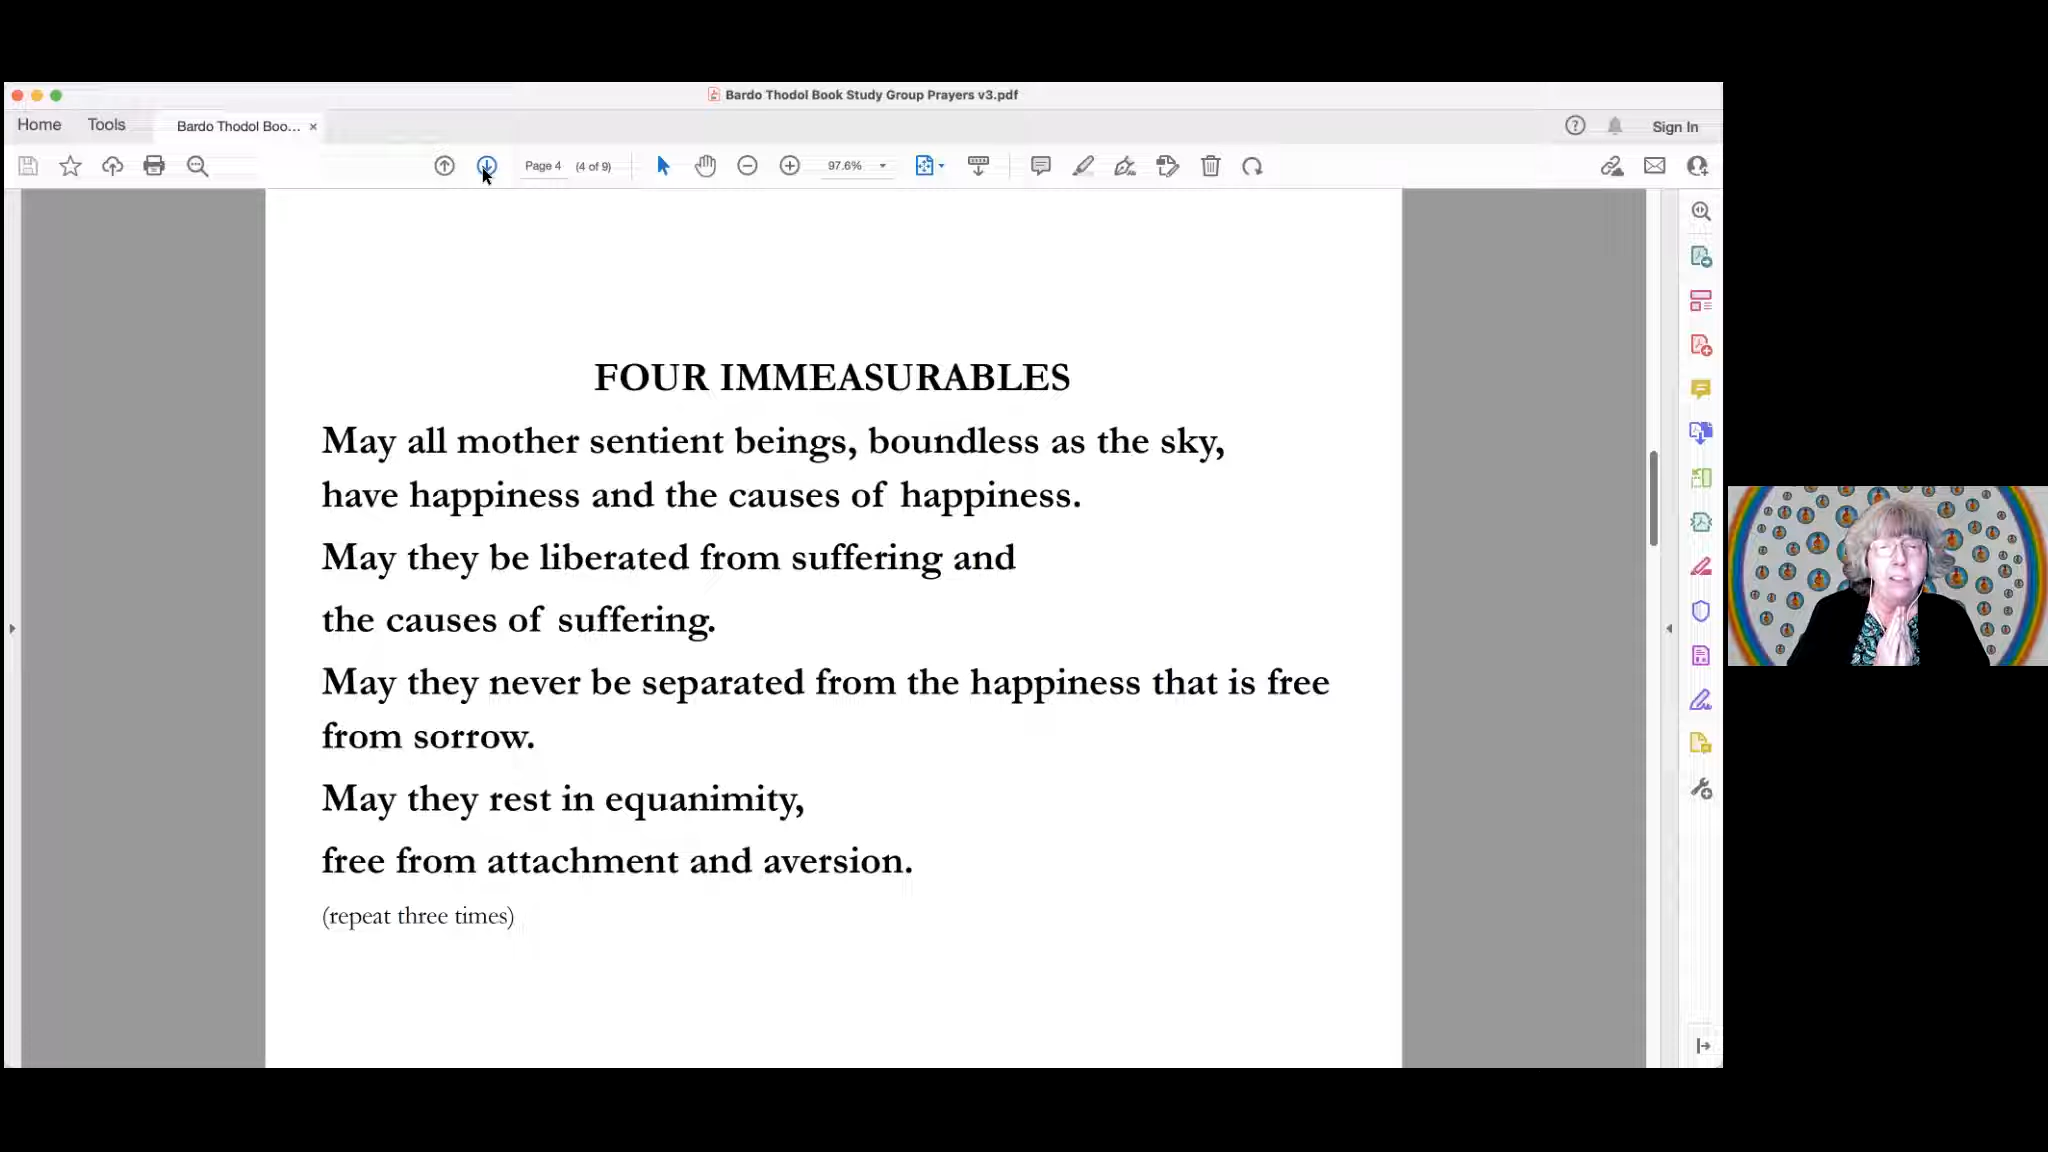 Bardo Thodol Book Study Group Prayers v3.pdf
Home Tools Bardo Thodol Boo... × Sign In
Page 4 (4 of 9) 97.6%
FOUR IMMEASURABLES
May all mother sentient beings, boundless as the sky,
have happiness and the causes of happiness.
May they be liberated from suffering and
the causes of suffering.
May they never be separated from the happiness that is free
from sorrow.
May they rest in equanimity,
free from attachment and aversion.
(repeat three times)